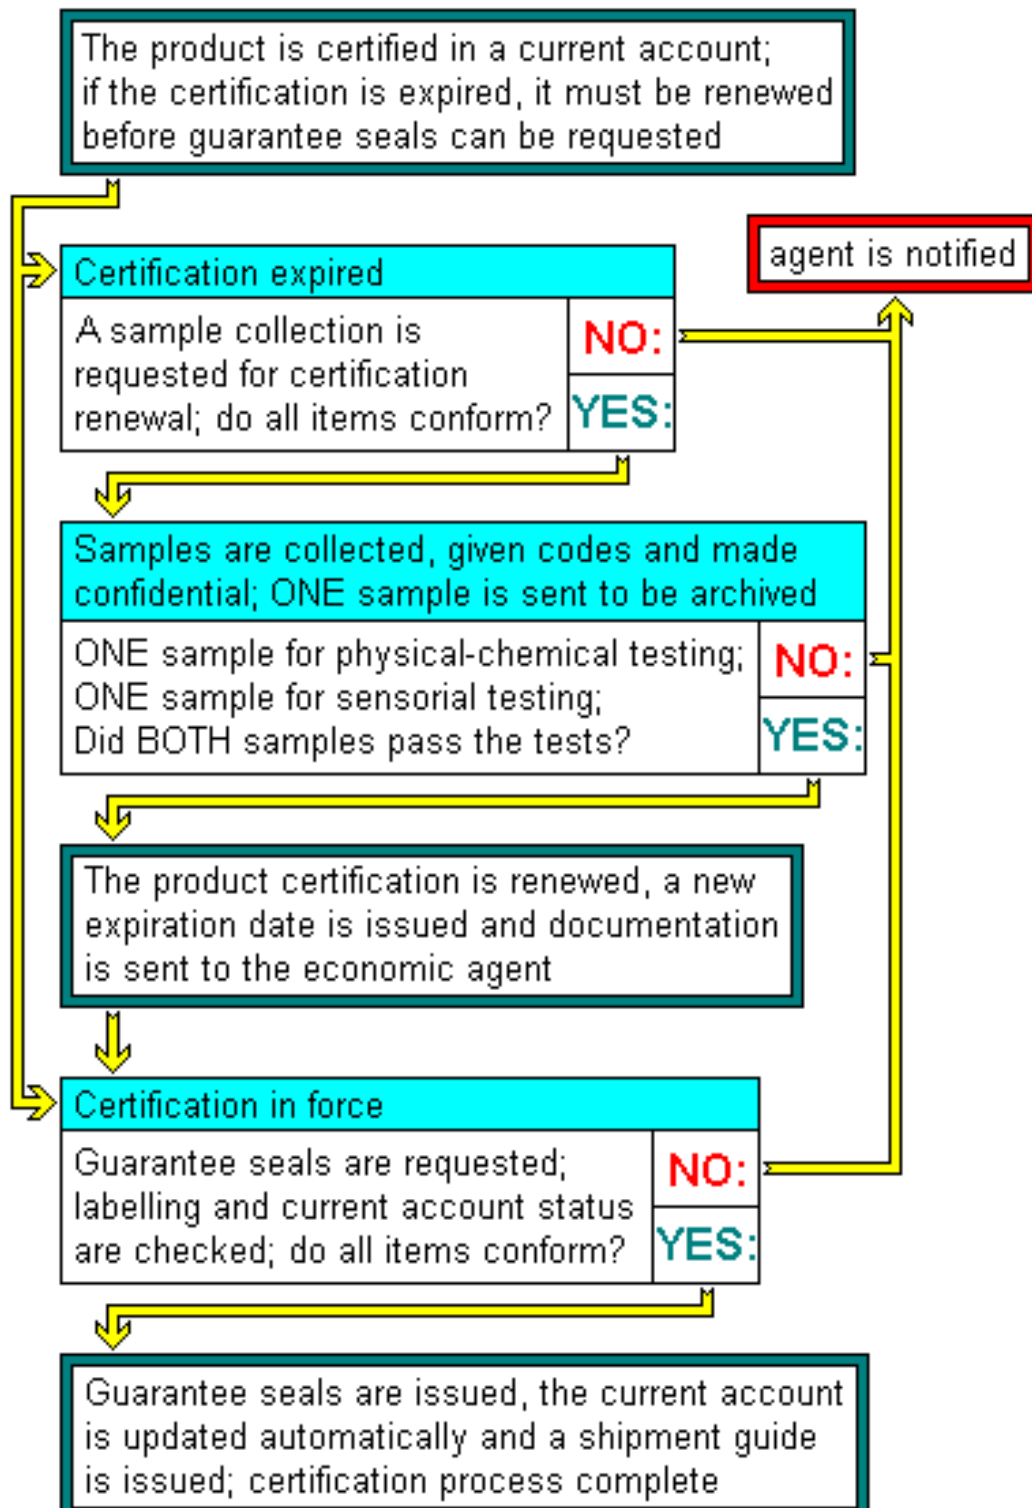 The product is certified in a current account;
if the certification is expired, it must be renewed
before guarantee seals can be requested
agent is notified
Certification expired
A sample collection is
requested for certification
renewal; do all items conform?
NO:
YES:
Samples are collected, given codes and made
confidential; ONE sample is sent to be archived
ONE sample for physical-chemical testing;
ONE sample for sensorial testing;
Did BOTH samples pass the tests?
NO:
YES:
The product certification is renewed, a new
expiration date is issued and documentation
is sent to the economic agent
Certification in force
Guarantee seals are requested;
labelling and current account status
are checked; do all items conform?
NO:
YES:
Guarantee seals are issued, the current account
is updated automatically and a shipment guide
is issued; certification process complete